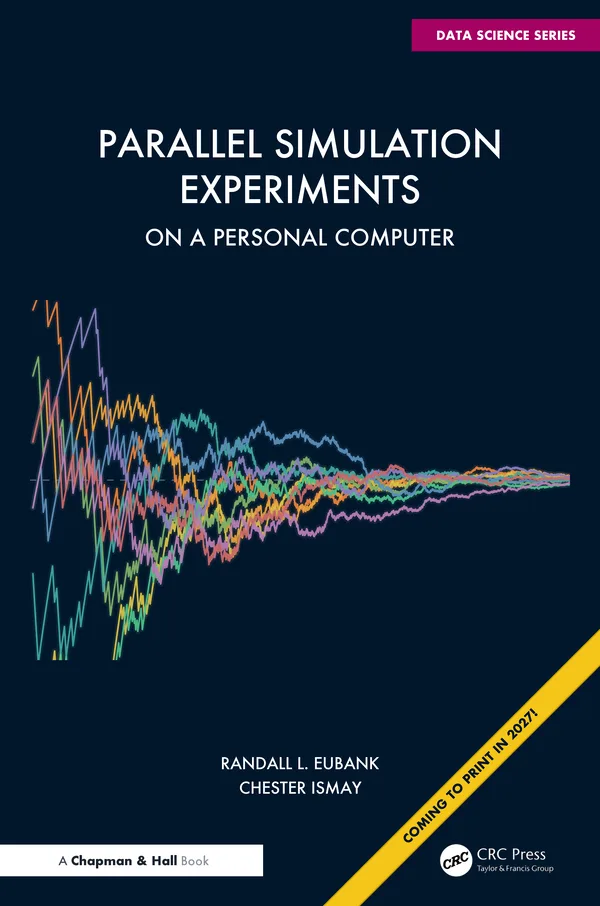 DATA SCIENCE SERIES
PARALLEL SIMULATION
EXPERIMENTS
ON A PERSONAL COMPUTER
RANDALL L. EUBANK
CHESTER ISMAY
COMING TO PRINT IN 2027!
A Chapman & Hall Book
CRC
CRC Press
Taylor & Francis Group